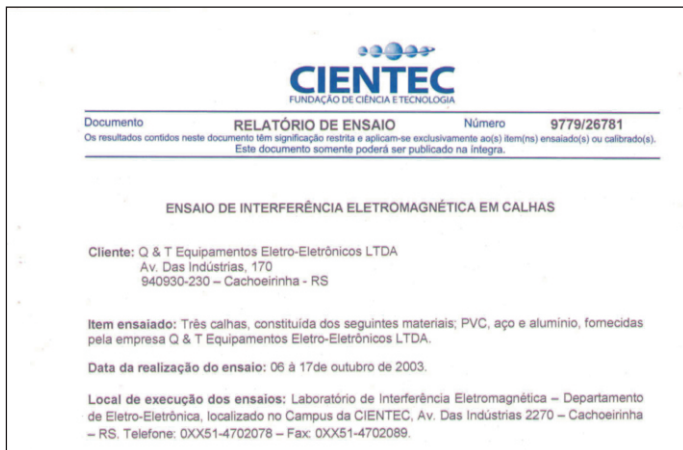 CIENTEC
FUNDAÇÃO DE CIÊNCIA E TECNOLOGIA
Documento RELATÓRIO DE ENSAIO Número 9779/26781
Os resultados contidos neste documento têm significação restrita e aplicam-se exclusivamente ao(s) item(ns) ensaiado(s) ou calibrado(s).
Este documento somente poderá ser publicado na íntegra.
ENSAIO DE INTERFERÊNCIA ELETROMAGNÉTICA EM CALHAS
Cliente: Q & T Equipamentos Eletro-Eletrônicos LTDA
Av. Das Indústrias, 170
940930-230 – Cachoeirinha - RS
Item ensaiado: Três calhas, constituída dos seguintes materiais; PVC, aço e alumínio, fornecidas
pela empresa Q & T Equipamentos Eletro-Eletrônicos LTDA.
Data da realização do ensaio: 06 à 17de outubro de 2003.
Local de execução dos ensaios: Laboratório de Interferência Eletromagnética – Departamento
de Eletro-Eletrônica, localizado no Campus da CIENTEC, Av. Das Indústrias 2270 – Cachoeirinha
– RS. Telefone: 0XX51-4702078 – Fax: 0XX51-4702089.